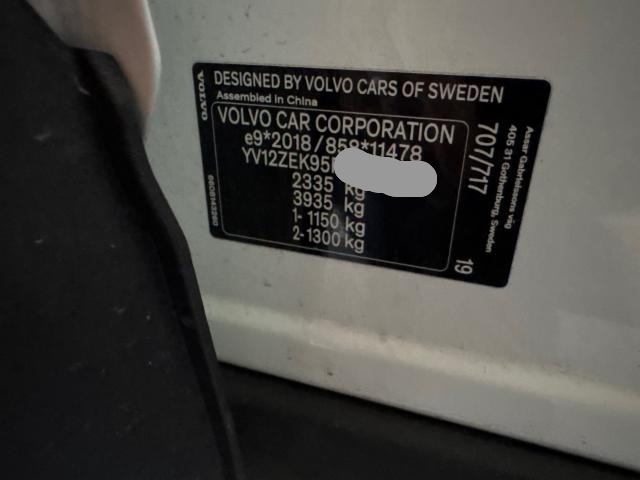 DESIGNED BY VOLVO CARS OF SWEDEN
Assembled in China
VOLVO
VOLVO CAR CORPORATION
e9*2018/858*11478
YV12ZEK95
2335 kg
3935 kg
1- 1150 kg
2- 1300 kg
707/717
19
Assar Gabrielssons väg
405 31 Gothenburg, Sweden